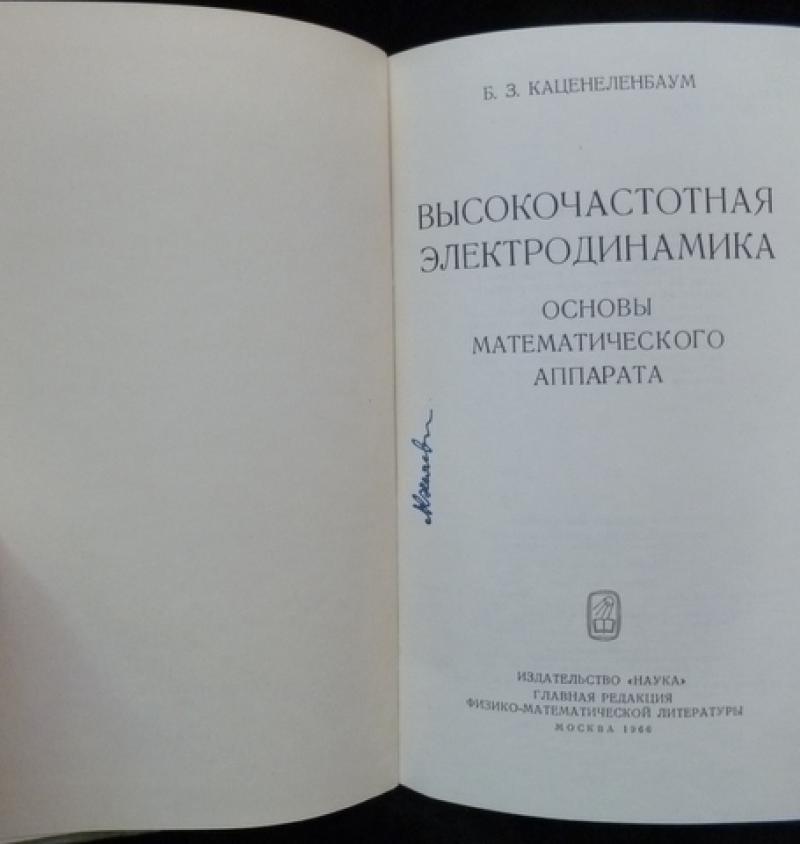 Б. З. КАЦЕНЕЛЕНБАУМ
ВЫСОКОЧАСТОТНАЯ
ЭЛЕКТРОДИНАМИКА
ОСНОВЫ
МАТЕМАТИЧЕСКОГО
АППАРАТА
ИЗДАТЕЛЬСТВО «НАУКА»
ГЛАВНАЯ РЕДАКЦИЯ
ФИЗИКО-МАТЕМАТИЧЕСКОЙ ЛИТЕРАТУРЫ
МОСКВА 1966